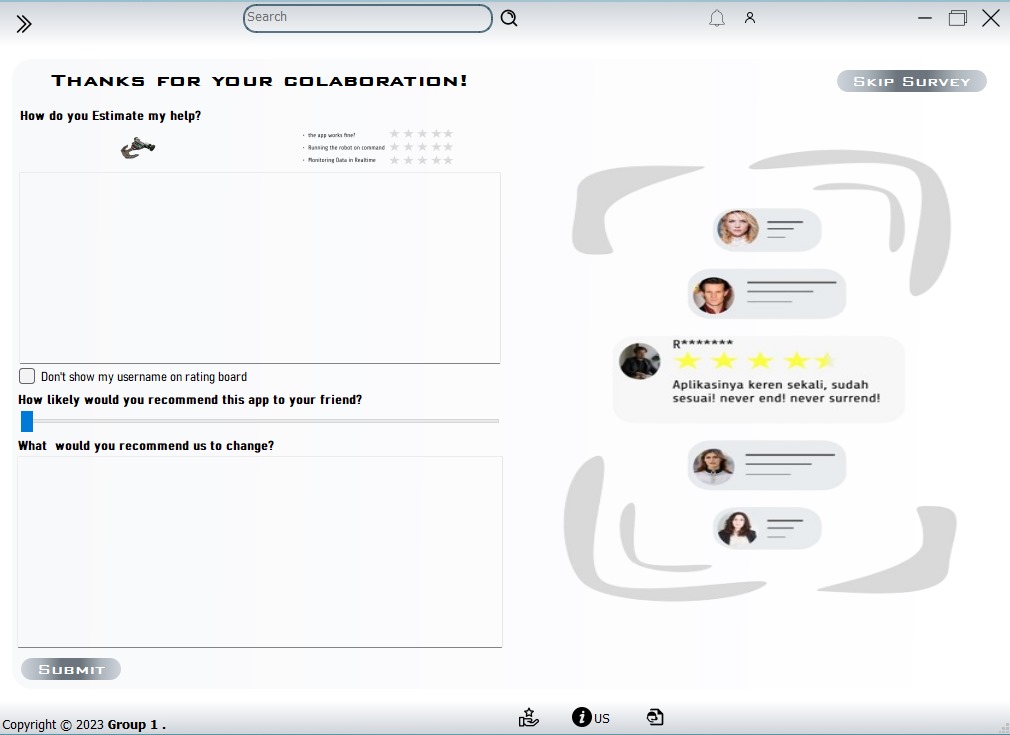 Search
THANKS FOR YOUR COLABORATION!
SKIP SURVEY
How do you Estimate my help?
· the app works fine?
· Running the robot on command
· Monitoring Data in Realtime
R*******
Aplikasinya keren sekali, sudah
sesuai! never end! never surrend!
Don't show my username on rating board
How likely would you recommend this app to your friend?
What would you recommend us to change?
SUBMIT
Copyright © 2023 Group 1 .
i US